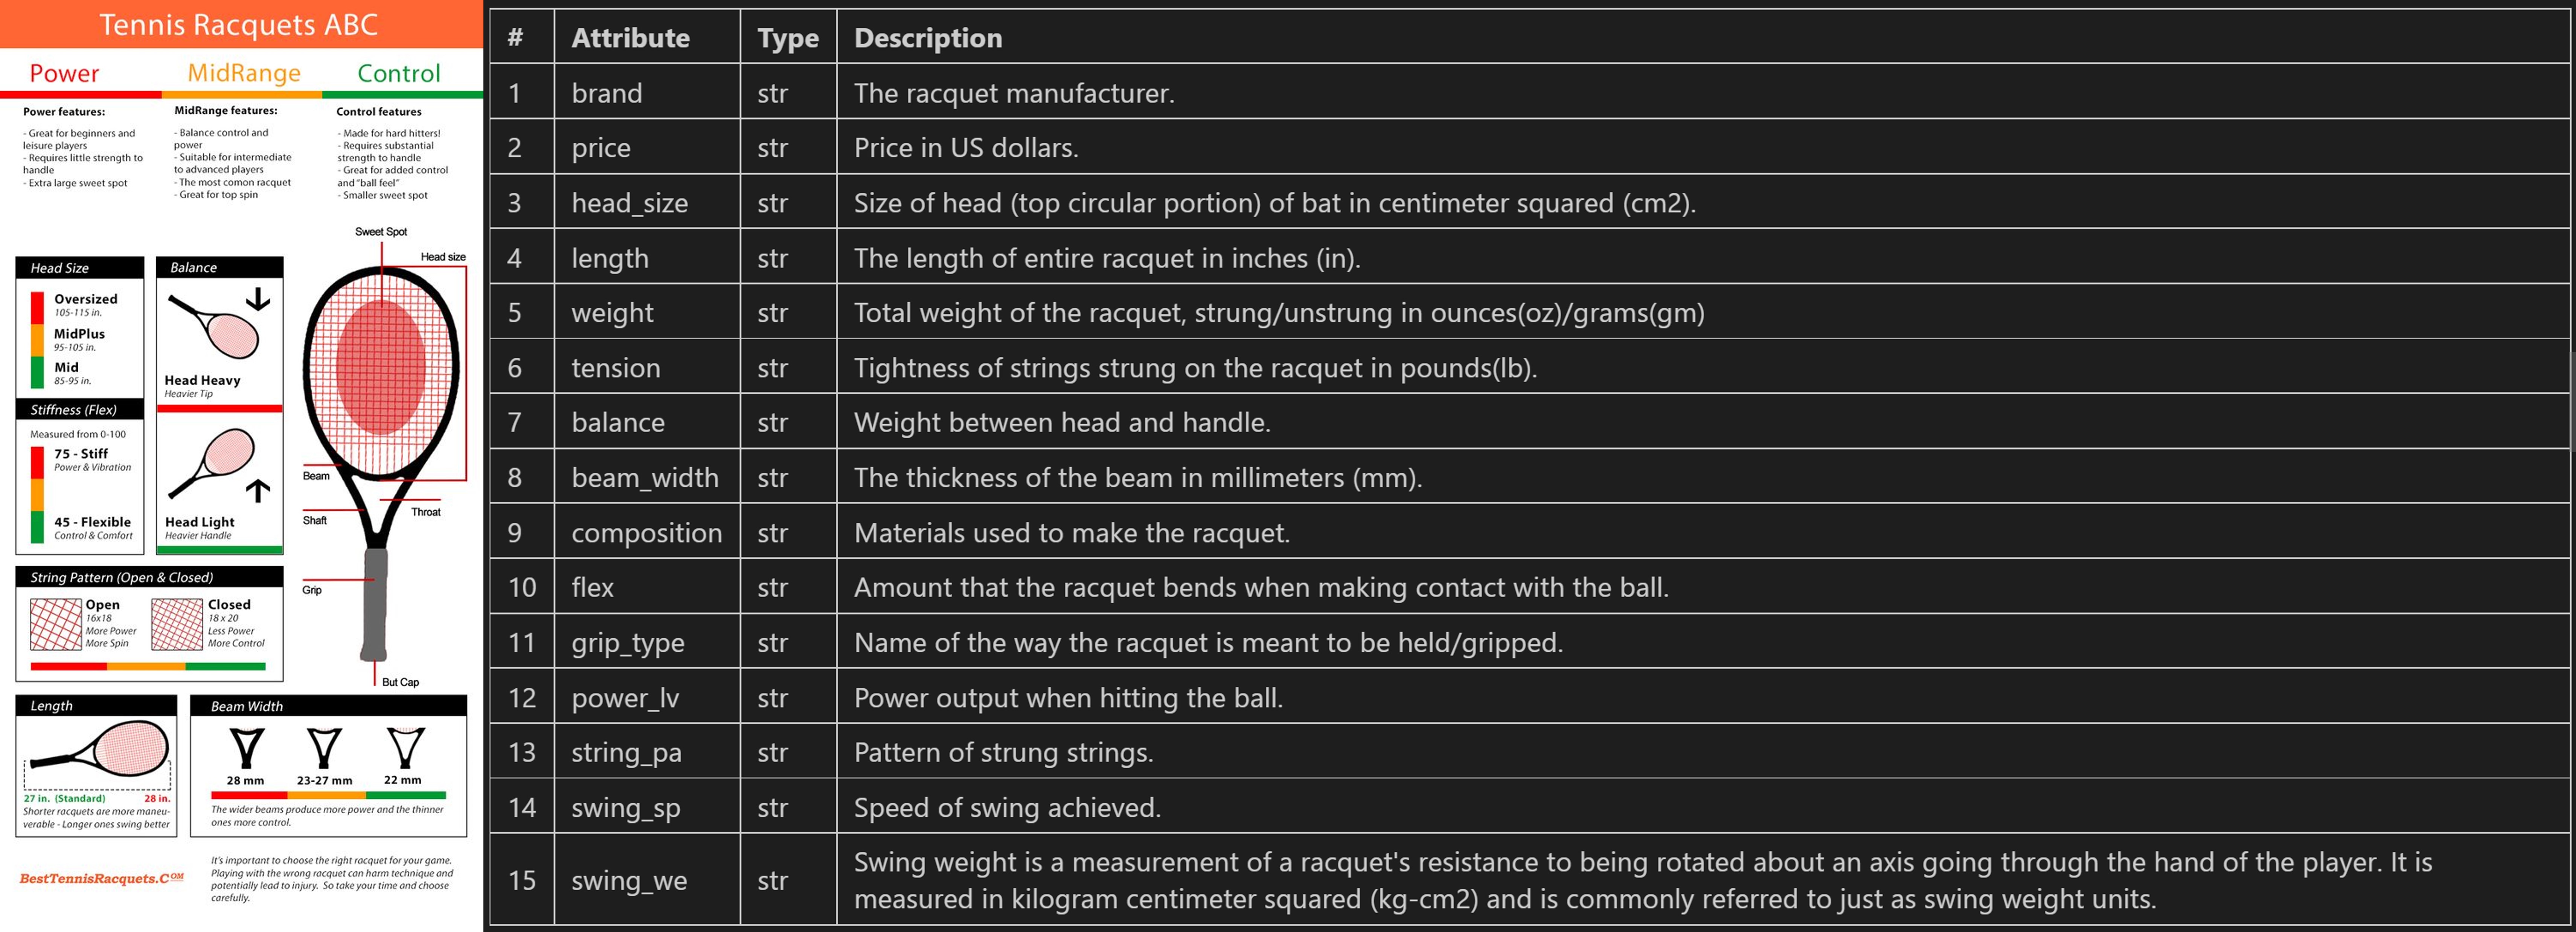 Tennis Racquets ABC
Power
MidRange
Control
Power features:
- Great for beginners and
leisure players
- Requires little strength to
handle
- Extra large sweet spot
MidRange features:
- Balance control and
power
- Suitable for intermediate
to advanced players
- The most comon racquet
- Great for top spin
Control features
- Made for hard hitters!
- Requires substantial
strength to handle
- Great for added control
and "ball feel"
- Smaller sweet spot
Head Size
Oversized
105-115 in.
MidPlus
95-105 in.
Mid
85-95 in.
Stiffness (Flex)
Measured from 0-100
75 - Stiff
Power & Vibration
45 - Flexible
Control & Comfort
Balance
Head Heavy
Heavier Tip
Head Light
Heavier Handle
Sweet Spot
Head size
Beam
Shaft
Throat
Grip
But Cap
String Pattern (Open & Closed)
Open
16x18
More Power
More Spin
Closed
18 x 20
Less Power
More Control
Length
27 in. (Standard)
28 in.
Shorter racquets are more maneu-
verable - Longer ones swing better
Beam Width
28 mm
23-27 mm
22 mm
The wider beams produce more power and the thinner
ones more control.
BestTennisRacquets.COM
It's important to choose the right racquet for your game.
Playing with the wrong racquet can harm technique and
potentially lead to injury. So take your time and choose
carefully.
# Attribute Type Description
1 brand str The racquet manufacturer.
2 price str Price in US dollars.
3 head_size str Size of head (top circular portion) of bat in centimeter squared (cm2).
4 length str The length of entire racquet in inches (in).
5 weight str Total weight of the racquet, strung/unstrung in ounces(oz)/grams(gm)
6 tension str Tightness of strings strung on the racquet in pounds(lb).
7 balance str Weight between head and handle.
8 beam_width str The thickness of the beam in millimeters (mm).
9 composition str Materials used to make the racquet.
10 flex str Amount that the racquet bends when making contact with the ball.
11 grip_type str Name of the way the racquet is meant to be held/gripped.
12 power_lv str Power output when hitting the ball.
13 string_pa str Pattern of strung strings.
14 swing_sp str Speed of swing achieved.
15 swing_we str Swing weight is a measurement of a racquet's resistance to being rotated about an axis going through the hand of the player. It is
measured in kilogram centimeter squared (kg-cm2) and is commonly referred to just as swing weight units.